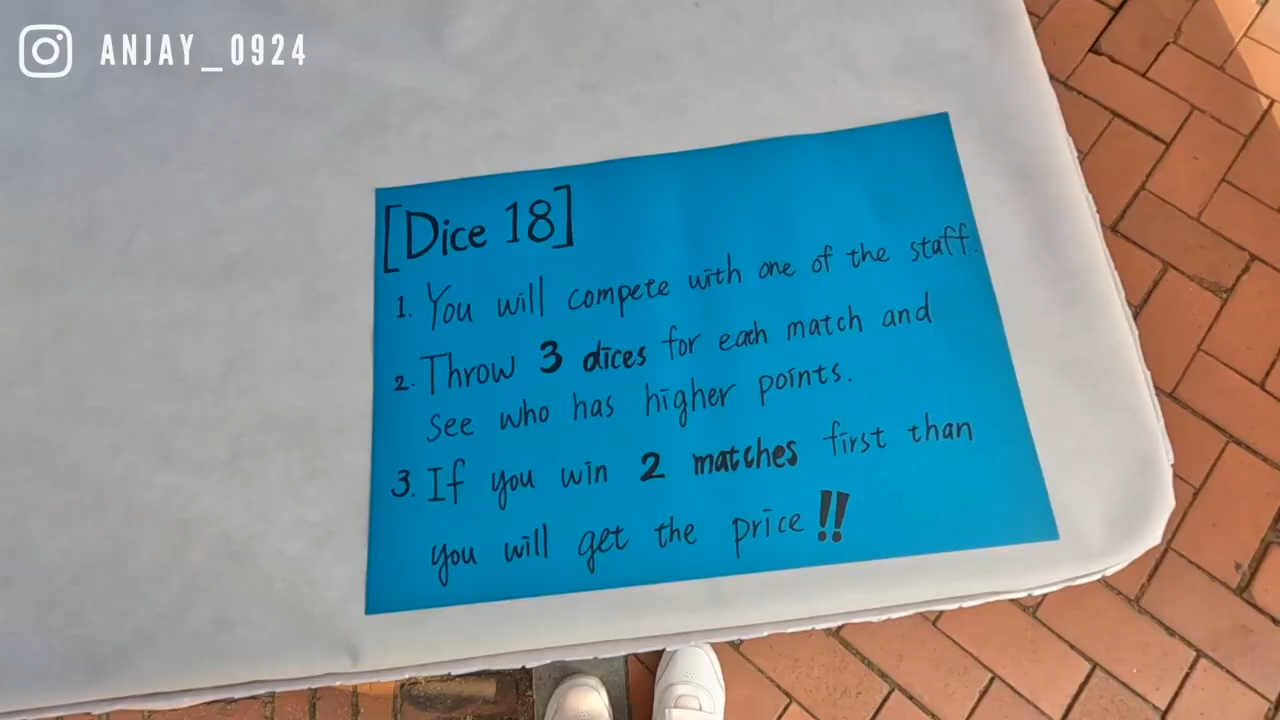 ANJAY_0924
[Dice 18]
1. You will compete with one of the staff.
2. Throw 3 dices for each match and
see who has higher points.
3. If you win 2 matches first than
you will get the price!!